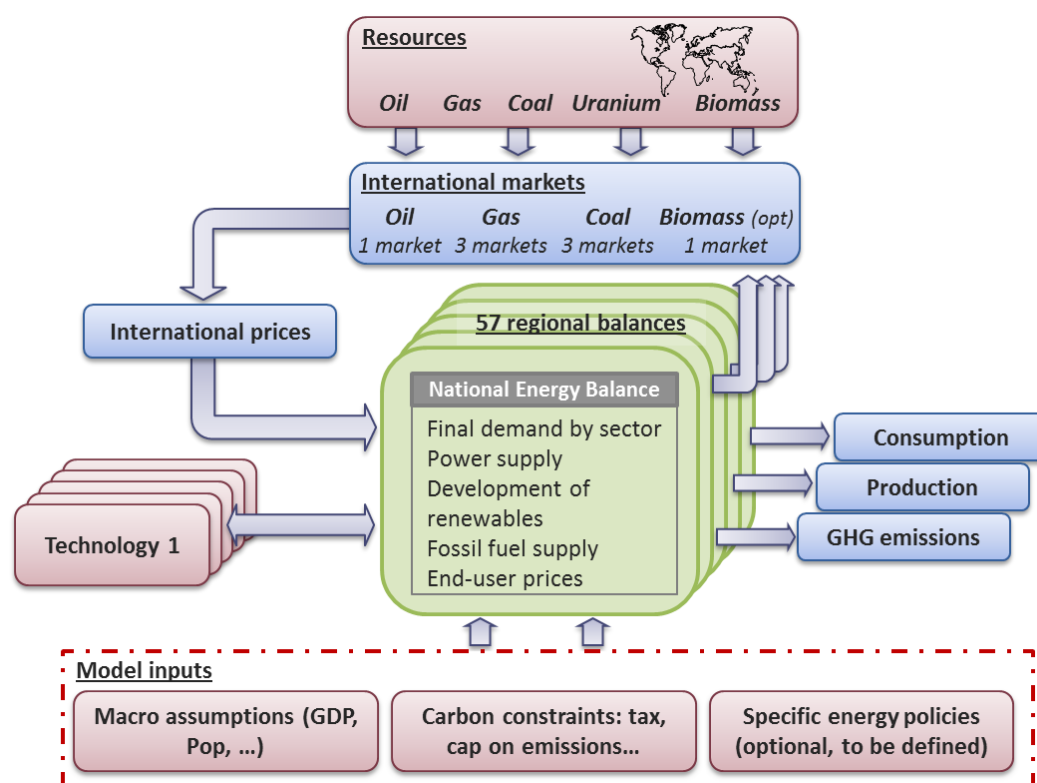 Resources
Oil Gas Coal Uranium Biomass
International markets
Oil Gas Coal Biomass (opt)
1 market 3 markets 3 markets 1 market
International prices
57 regional balances
National Energy Balance
Final demand by sector
Power supply
Development of
renewables
Fossil fuel supply
End-user prices
Consumption
Production
GHG emissions
Technology 1
Model inputs
Macro assumptions (GDP,
Pop, ...)
Carbon constraints: tax,
cap on emissions...
Specific energy policies
(optional, to be defined)